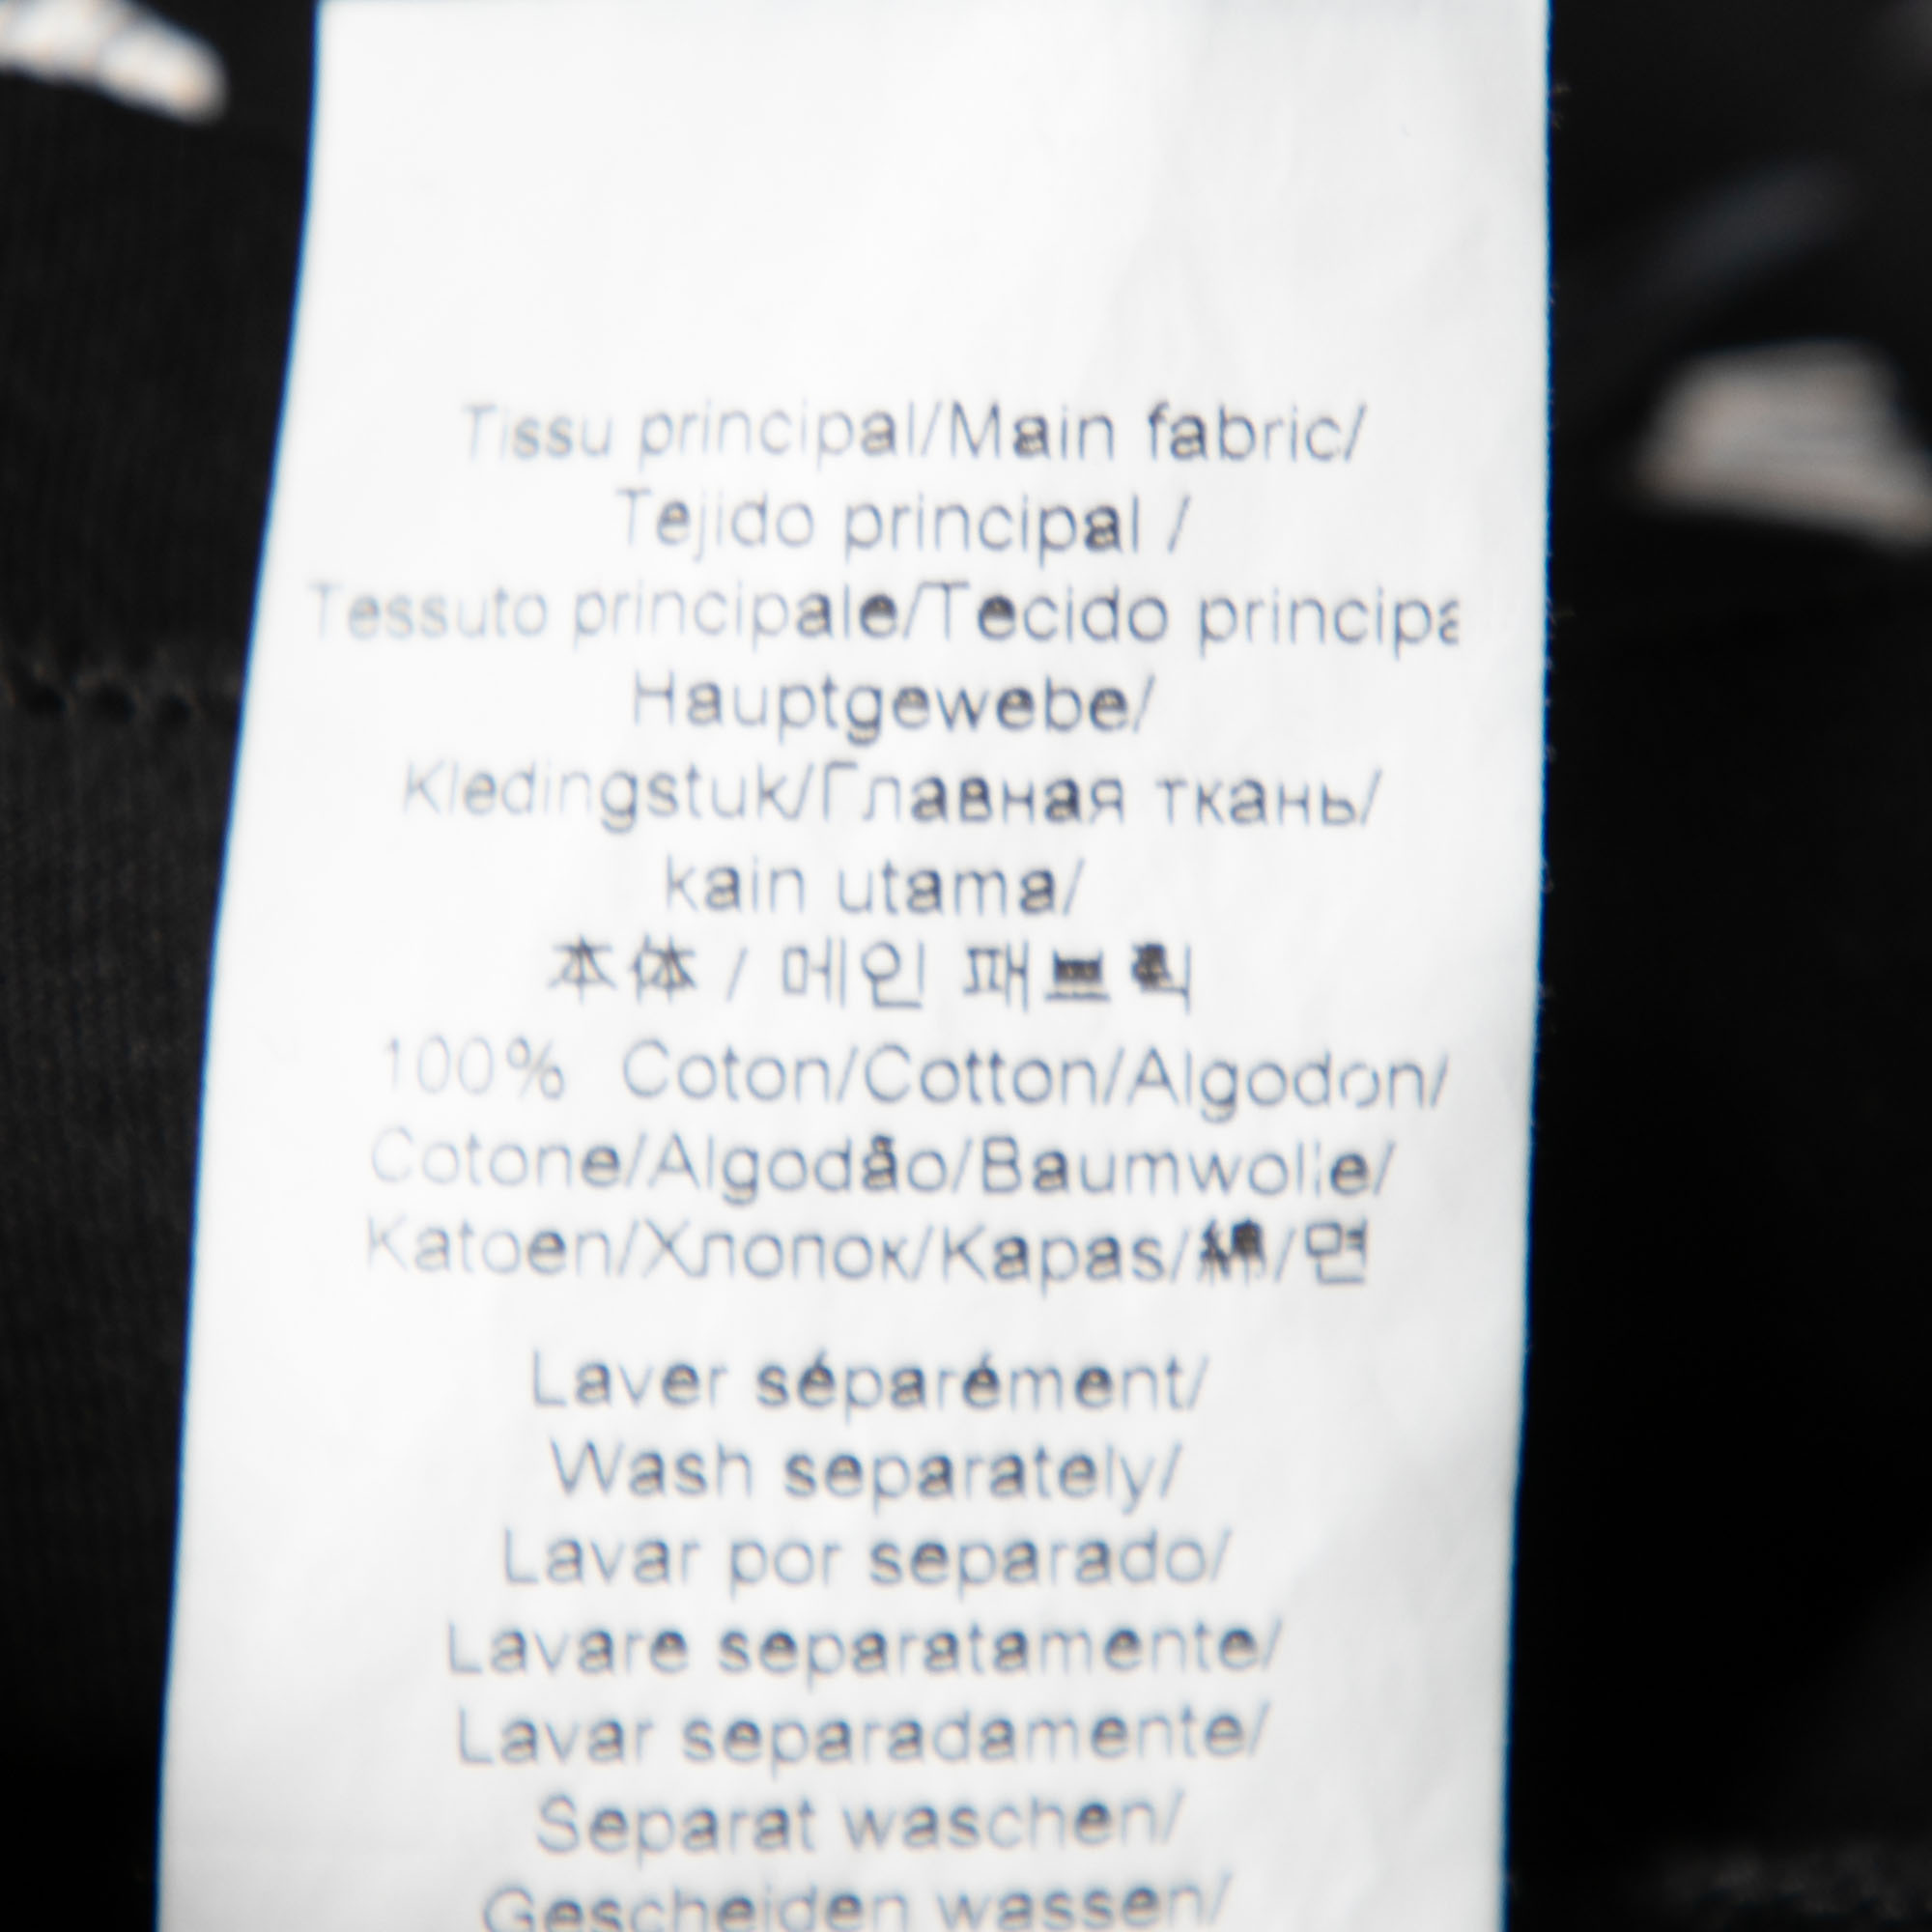 Tissu principal/Main fabric/
Tejido principal /
Tessuto principale/Tecido principa
Hauptgewebe/
Kledingstuk/Главная ткань/
kain utama/
本体 / 메인 패브릭
100% Coton/Cotton/Algodon/
Cotone/Algodão/Baumwolle/
Katoen/Хлопок/Kapas/綿/면
Laver séparément/
Wash separately/
Lavar por separado/
Lavare separatamente/
Lavar separadamente/
Separat waschen/
Gescheiden wassen/